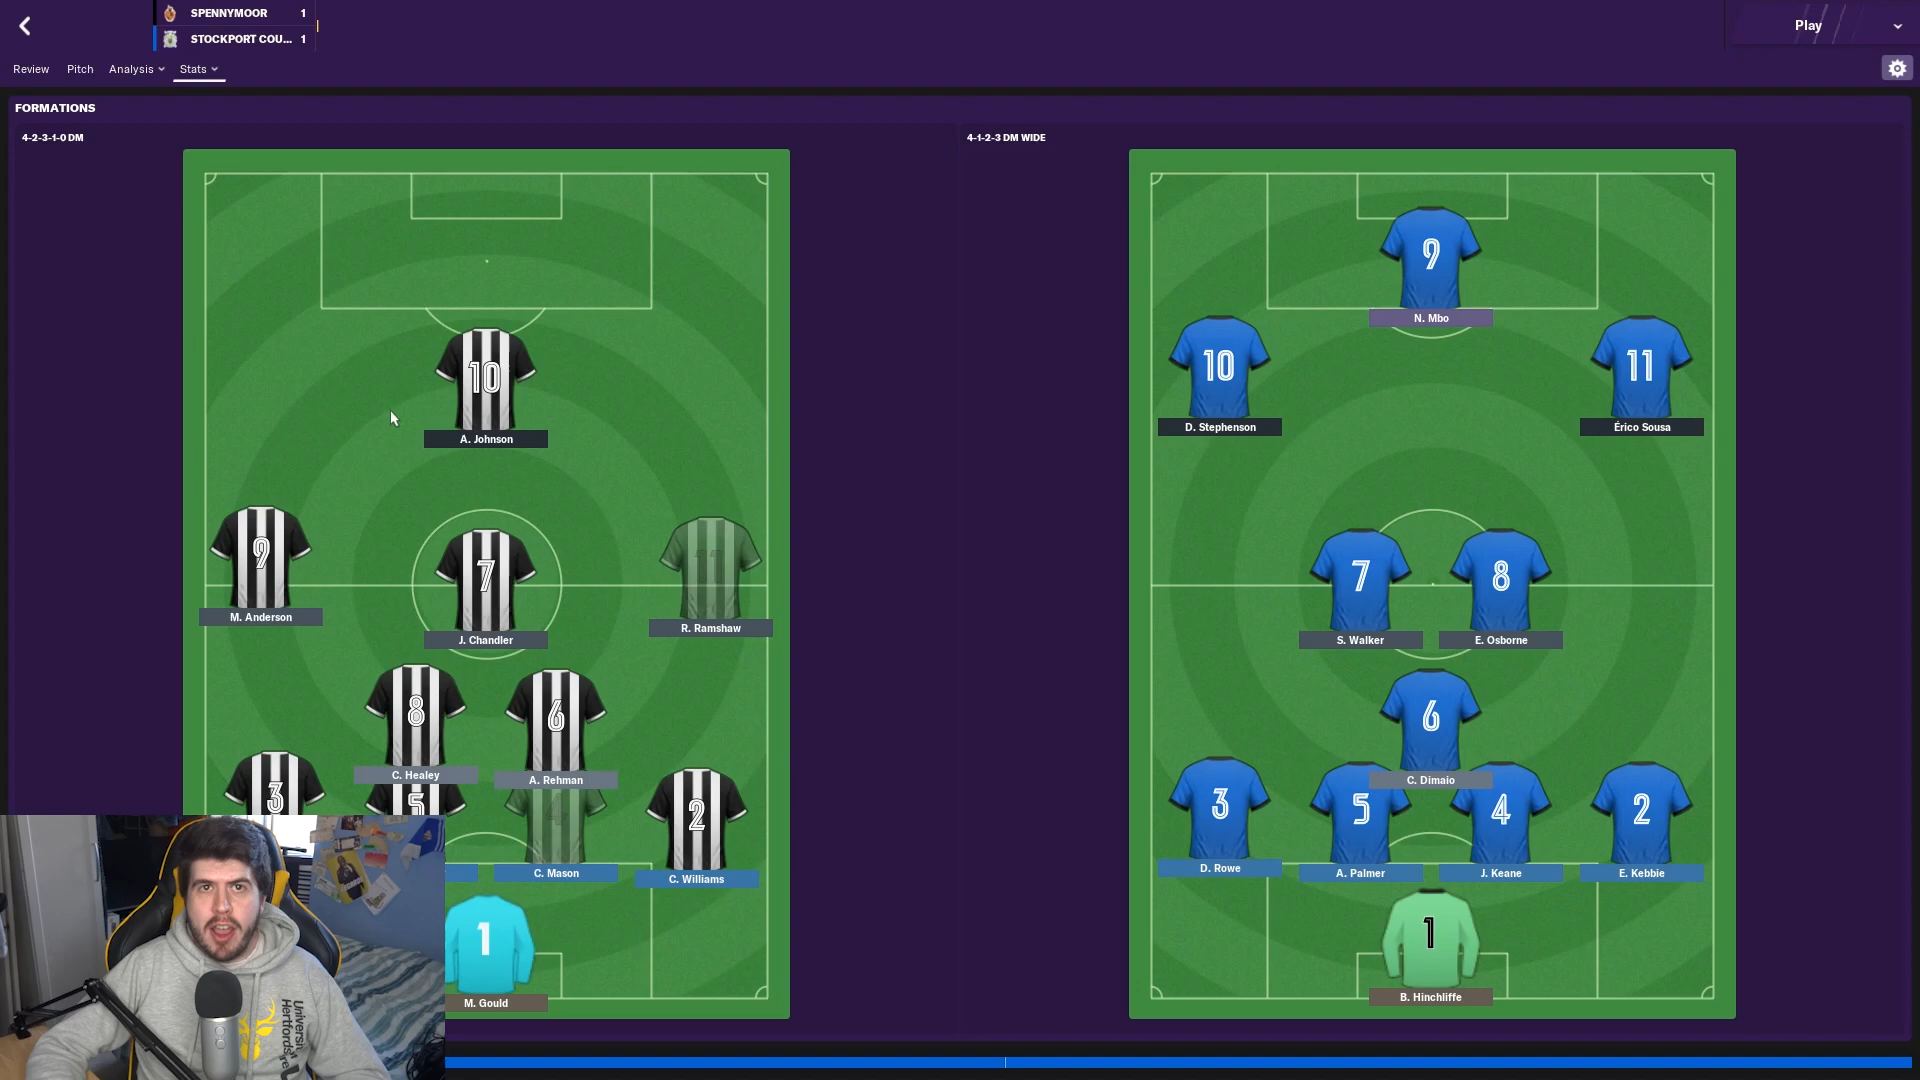 SPENNYMOOR 1
STOCKPORT COU... 1
Play
Review Pitch Analysis Stats
FORMATIONS
4-2-3-1-0 DM
4-1-2-3 DM WIDE
9
N. Mbo
10
A. Johnson
10
D. Stephenson
11
Érico Sousa
9
M. Anderson
7
J. Chandler
11
R. Ramshaw
7
S. Walker
8
E. Osborne
8
C. Healey
6
A. Rehman
6
C. Dimaio
3
5
4
C. Mason
2
C. Williams
3
D. Rowe
5
A. Palmer
4
J. Keane
2
E. Kebbie
1
M. Gould
1
B. Hinchliffe